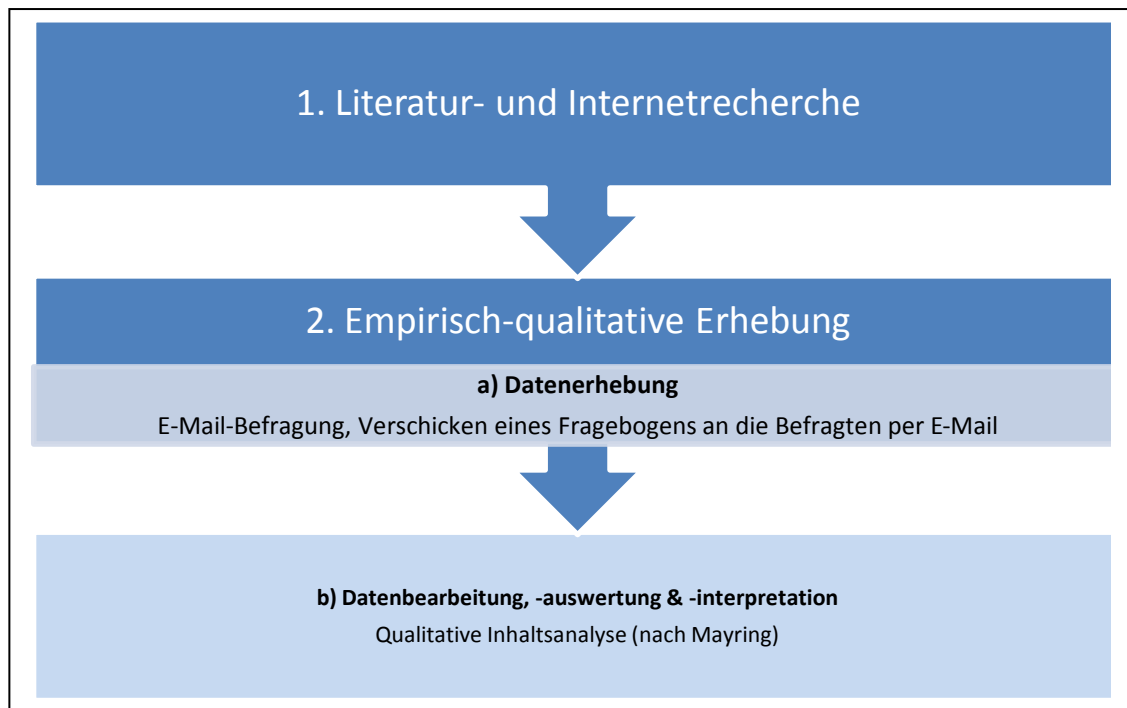 1. Literatur- und Internetrecherche
2. Empirisch-qualitative Erhebung
a) Datenerhebung
E-Mail-Befragung, Verschicken eines Fragebogens an die Befragten per E-Mail
b) Datenbearbeitung, -auswertung & -interpretation
Qualitative Inhaltsanalyse (nach Mayring)